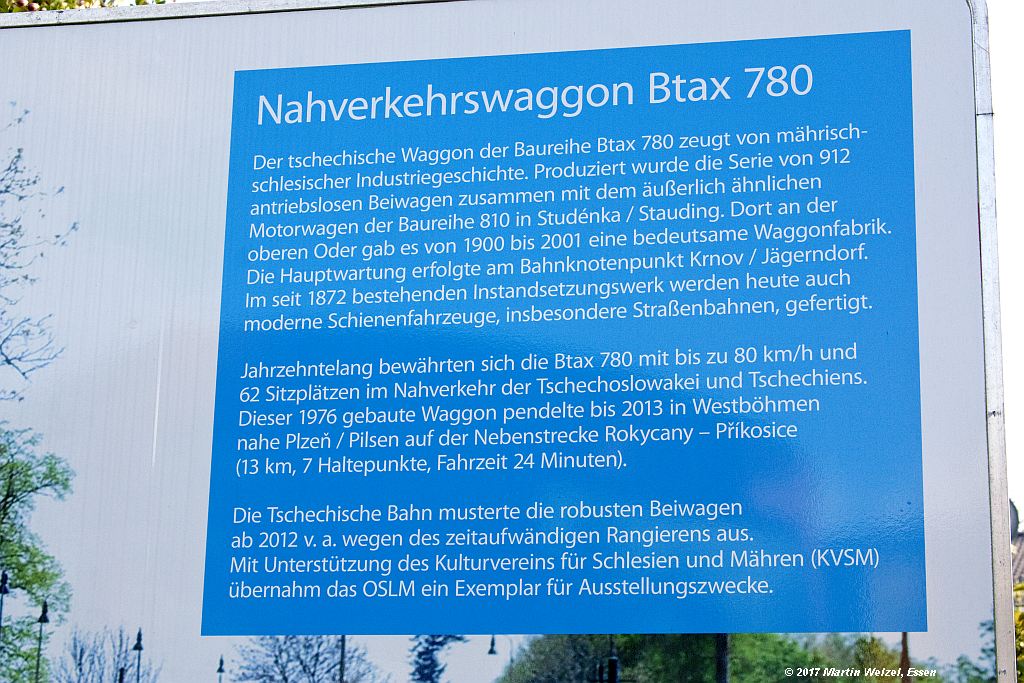 Nahverkehrswaggon Btax 780
Der tschechische Waggon der Baureihe Btax 780 zeugt von mährisch-
schlesischer Industriegeschichte. Produziert wurde die Serie von 912
antriebslosen Beiwagen zusammen mit dem äußerlich ähnlichen
Motorwagen der Baureihe 810 in Studénka / Stauding. Dort an der
oberen Oder gab es von 1900 bis 2001 eine bedeutsame Waggonfabrik.
Die Hauptwartung erfolgte am Bahnknotenpunkt Krnov / Jägerndorf.
Im seit 1872 bestehenden Instandsetzungswerk werden heute auch
moderne Schienenfahrzeuge, insbesondere Straßenbahnen, gefertigt.
Jahrzehntelang bewährten sich die Btax 780 mit bis zu 80 km/h und
62 Sitzplätzen im Nahverkehr der Tschechoslowakei und Tschechiens.
Dieser 1976 gebaute Waggon pendelte bis 2013 in Westböhmen
nahe Plzeň / Pilsen auf der Nebenstrecke Rokycany – Příkosice
(13 km, 7 Haltepunkte, Fahrzeit 24 Minuten).
Die Tschechische Bahn musterte die robusten Beiwagen
ab 2012 v. a. wegen des zeitaufwändigen Rangierens aus.
Mit Unterstützung des Kulturvereins für Schlesien und Mähren (KVSM)
übernahm das OSLM ein Exemplar für Ausstellungszwecke.
© 2017 Martin Welzel, Essen